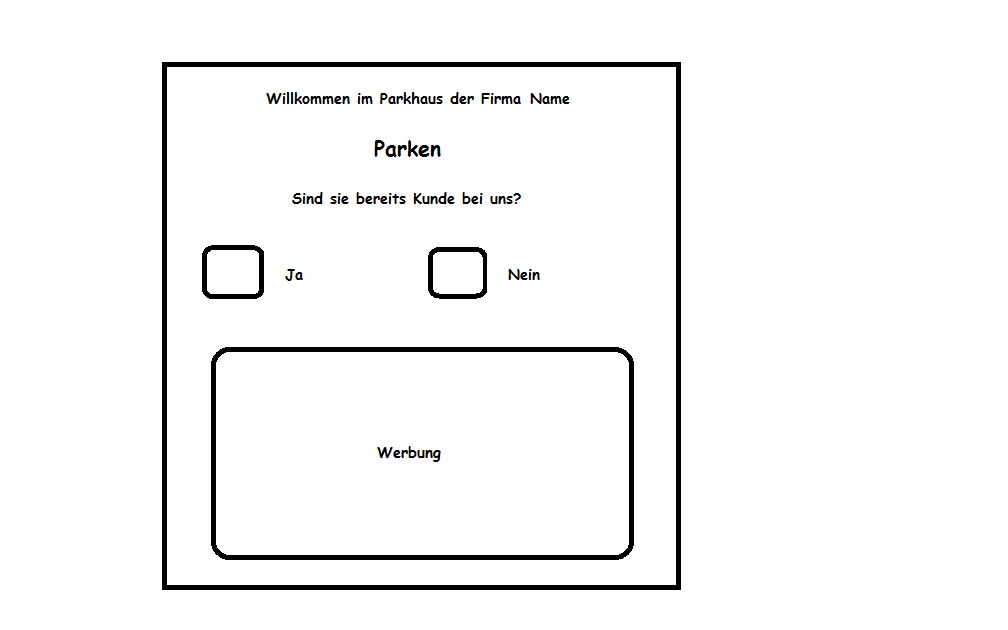 Willkommen im Parkhaus der Firma Name
Parken
Sind sie bereits Kunde bei uns?
Ja
Nein
Werbung